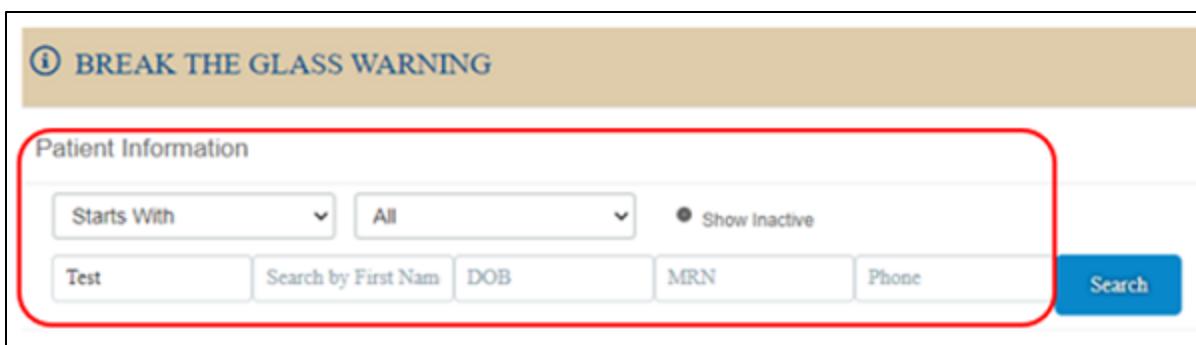 BREAK THE GLASS WARNING
Patient Information
Starts With All Show Inactive
Test Search by First Nam DOB MRN Phone Search